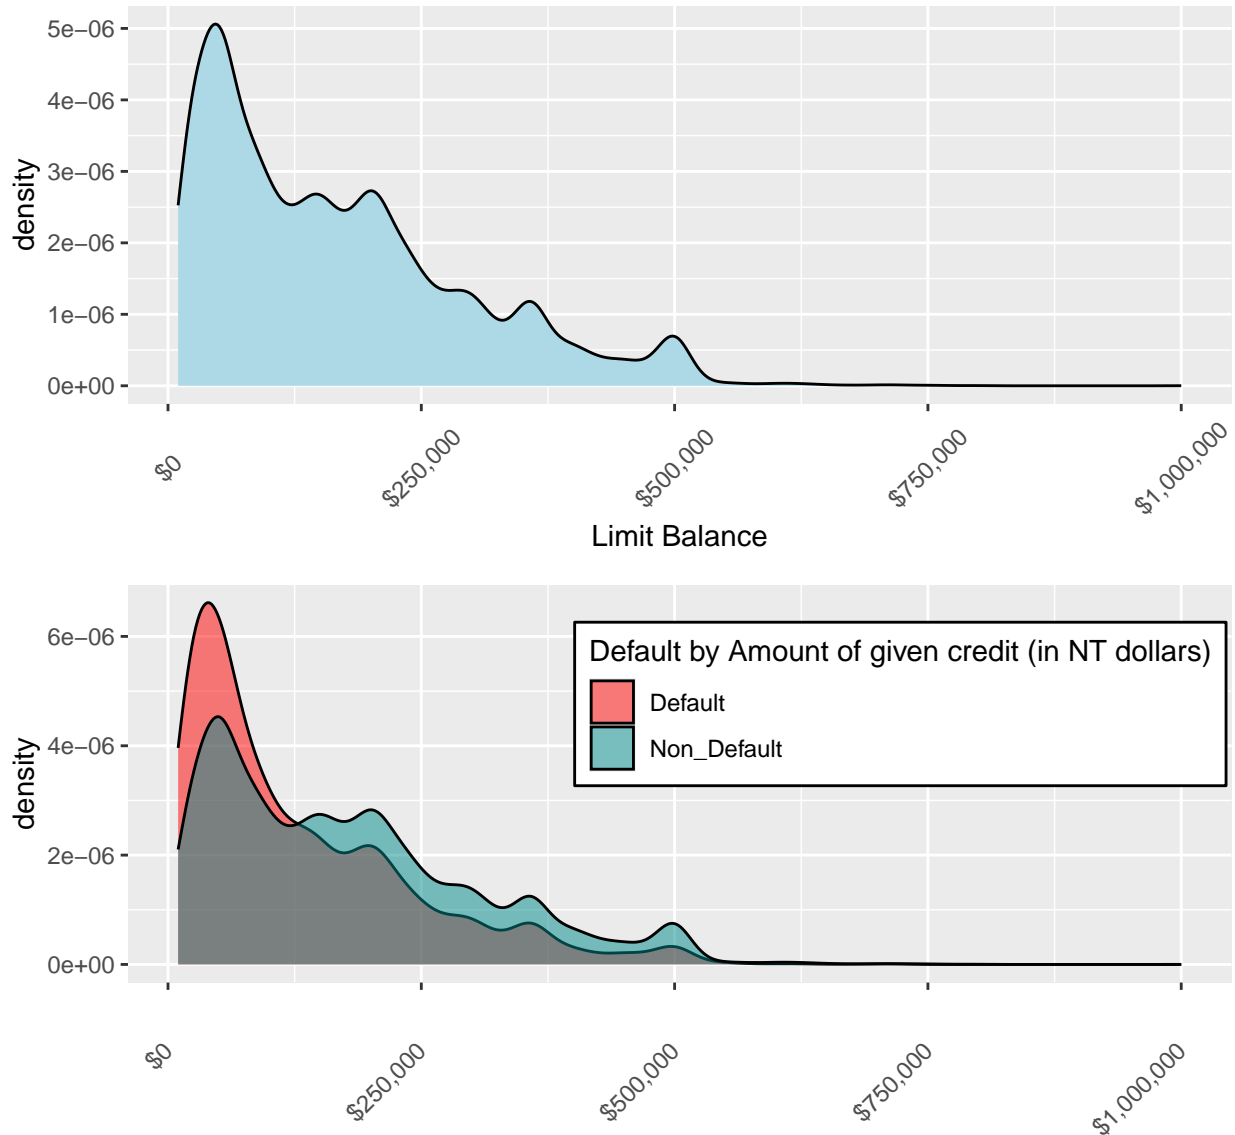 5e−06
4e−06
3e−06
2e−06
1e−06
0e+00
density
$0
$250,000
$500,000
$750,000
$1,000,000
Limit Balance
6e−06
4e−06
2e−06
0e+00
density
Default by Amount of given credit (in NT dollars)
Default
Non_Default
$0
$250,000
$500,000
$750,000
$1,000,000